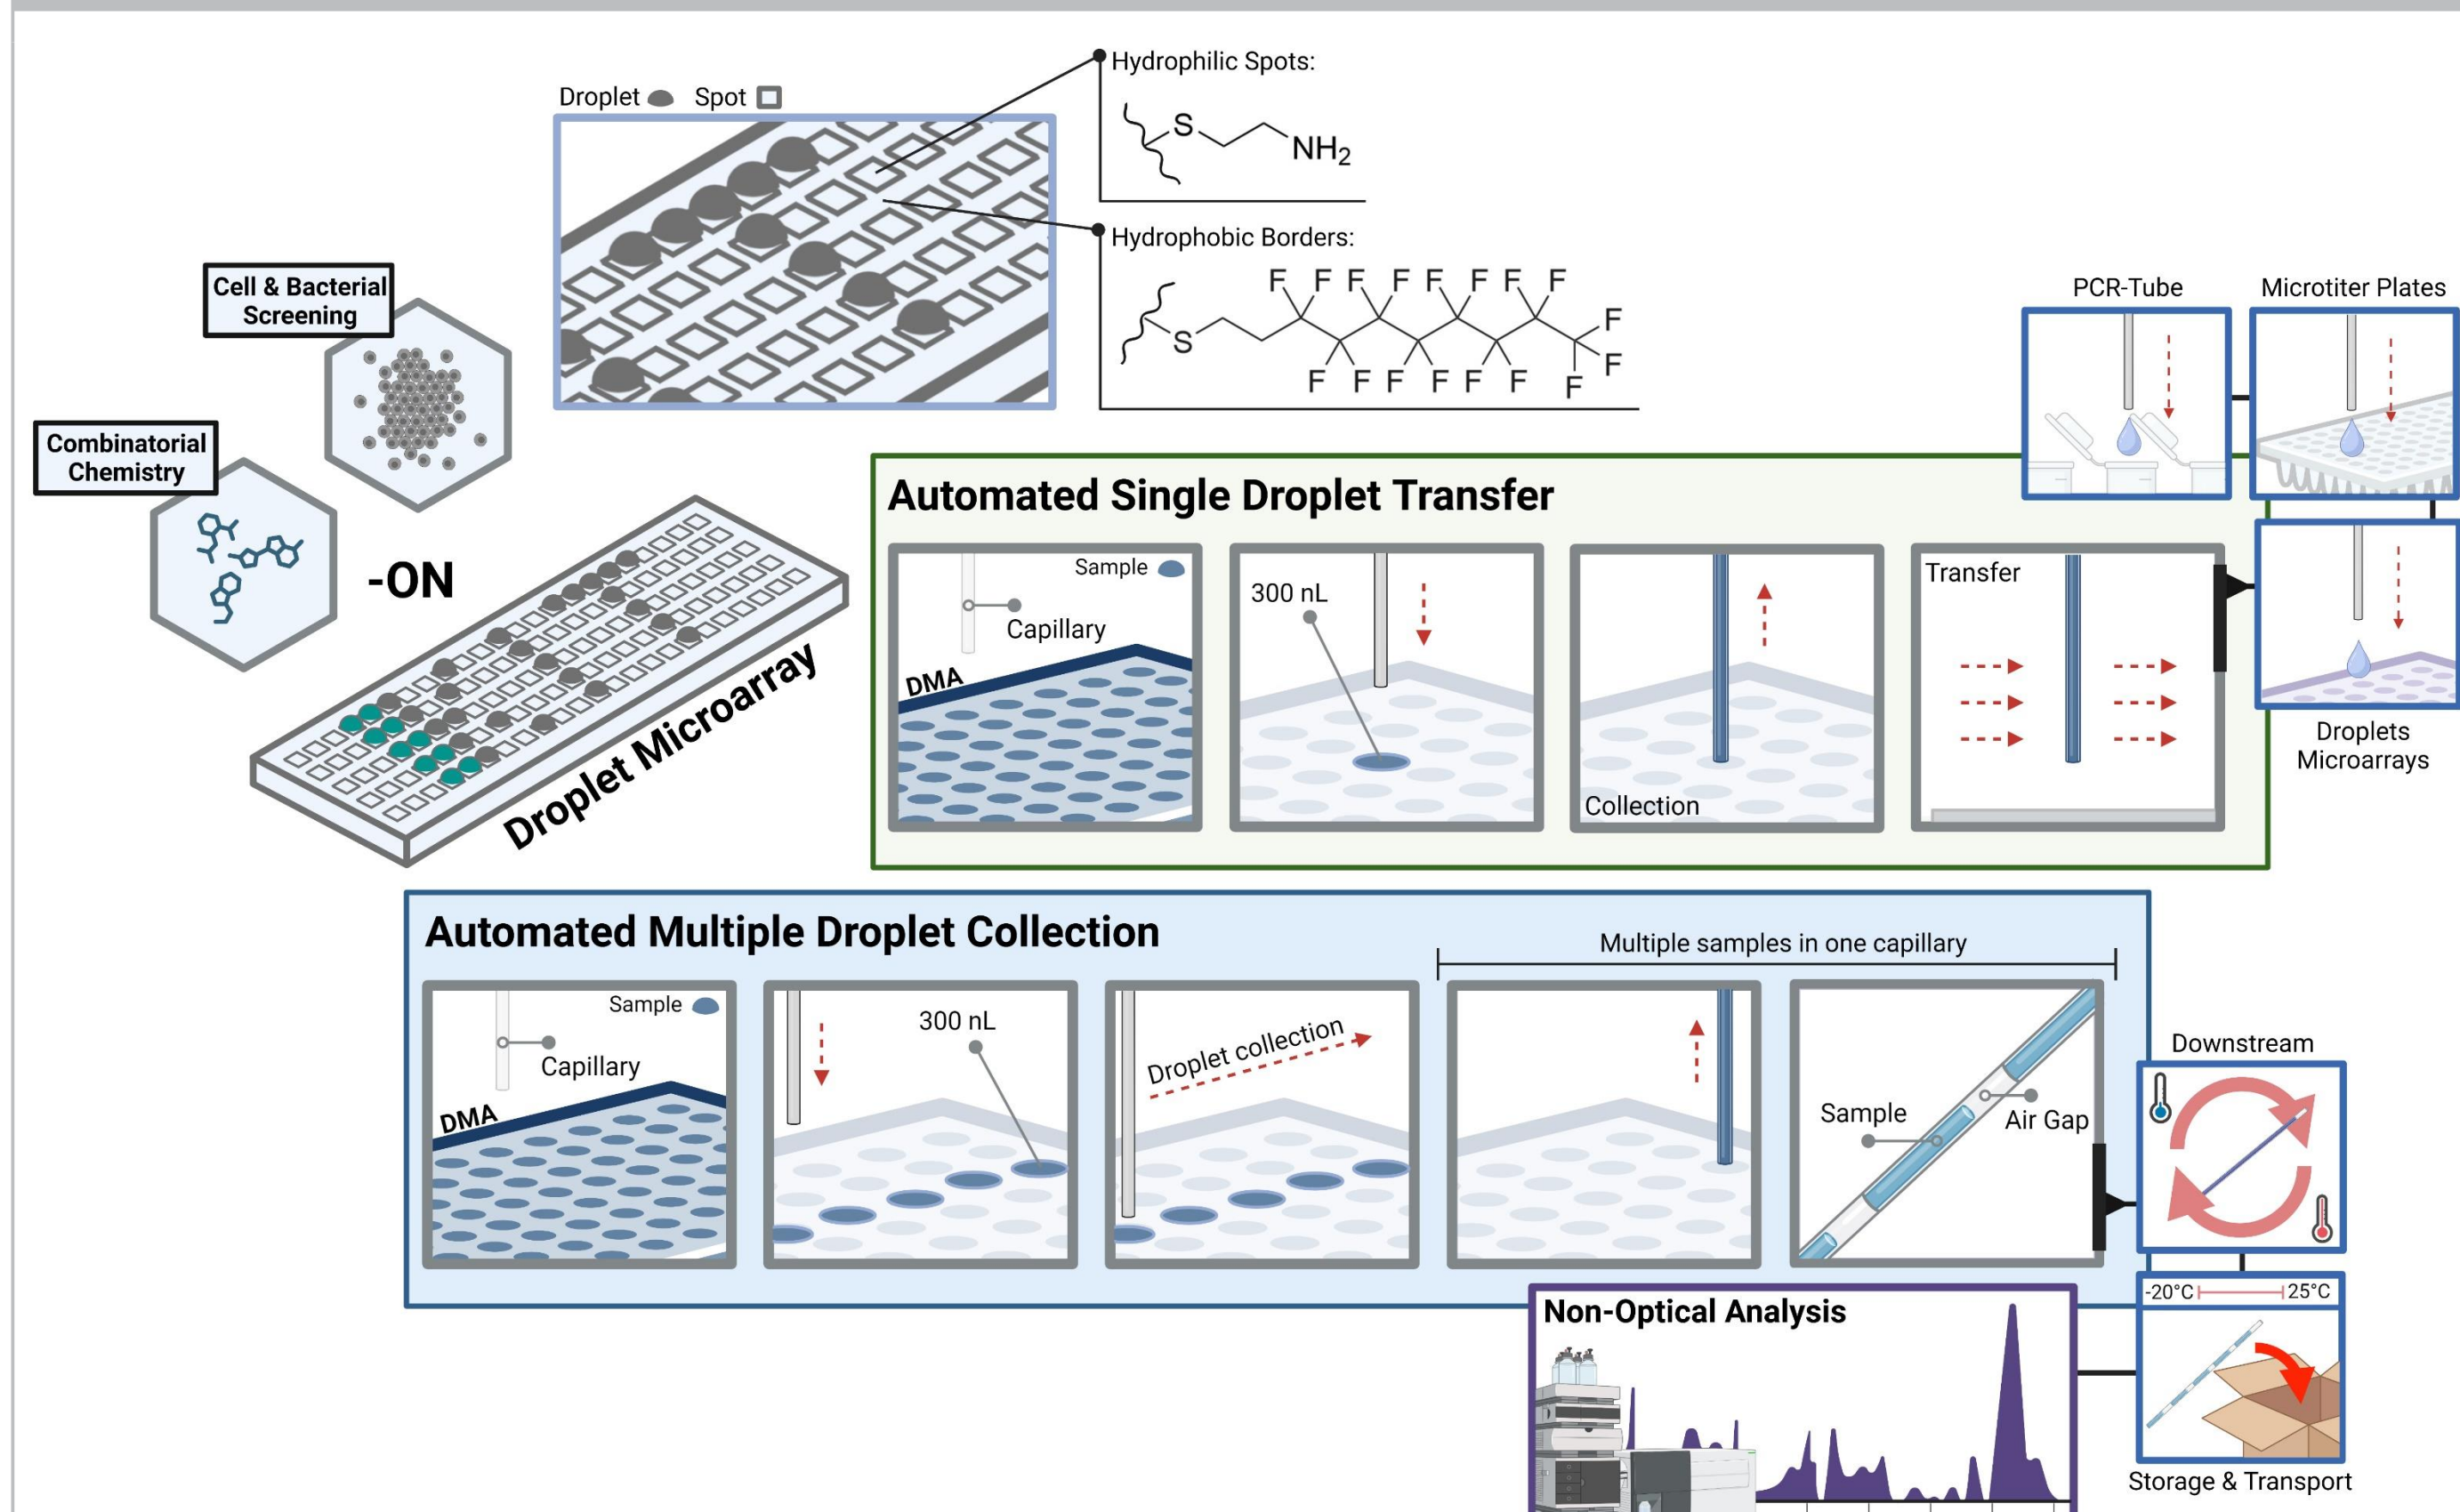 Droplet Spot
Hydrophilic Spots:
S
NH2
Hydrophobic Borders:
F F F F F F F F
F
S
F
F F F F F F F
Cell & Bacterial
Screening
Combinatorial
Chemistry
-ON
Droplet Microarray
PCR-Tube
Microtiter Plates
Automated Single Droplet Transfer
Sample
Capillary
DMA
300 nL
Collection
Transfer
Droplets
Microarrays
Automated Multiple Droplet Collection
Multiple samples in one capillary
Sample
Capillary
DMA
300 nL
Droplet collection
Sample
Air Gap
Downstream
Non-Optical Analysis
-20°C 25°C
Storage & Transport